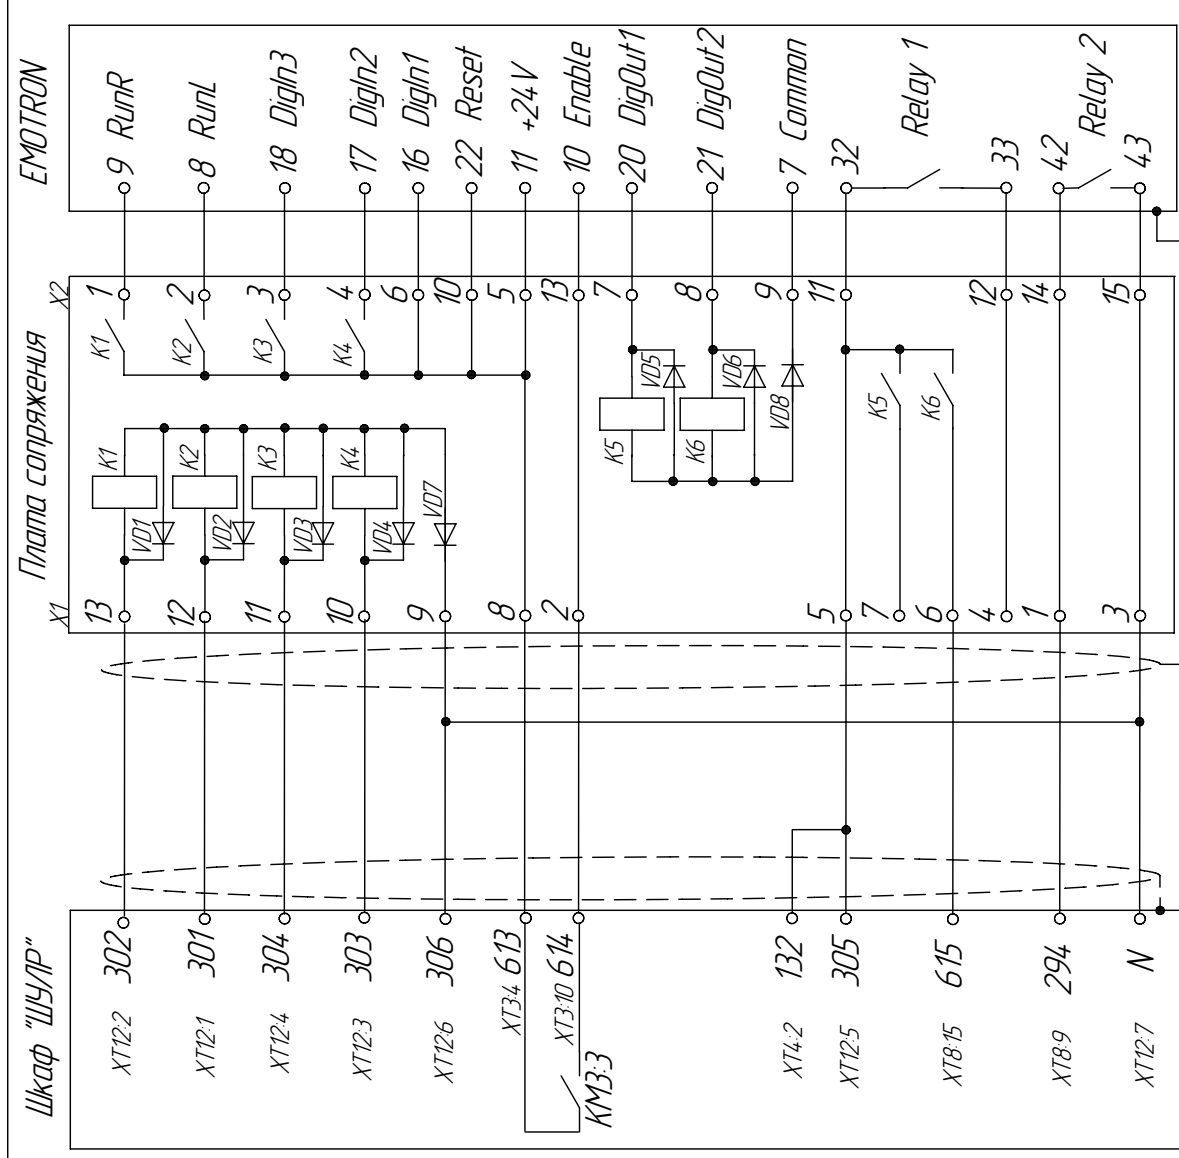 EMOTRON
9 RunR
8 RunL
18 DigIn3
17 DigIn2
16 DigIn1
22 Reset
11 +24V
10 Enable
20 DigOut1
21 DigOut2
7 Common
32
Relay 1
33
42
Relay 2
43
Плата сопряжения
X2
1
2
3
4
6
10
5
13
7
8
9
11
12
14
15
K1
K2
K3
K4
K1
K2
K3
K4
VD1
VD2
VD3
VD4
VD7
VD5
VD6
VD8
K5
K6
K5
K6
X1
13
12
11
10
9
8
2
5
7
6
4
1
3
Шкаф "ШУЛР"
302
301
304
303
306
XT3:4 613
XT3:10 614
132
305
615
294
N
XT12:2
XT12:1
XT12:4
XT12:3
XT12:6
XT4:2
XT12:5
XT8:15
XT8:9
XT12:7
KM3:3